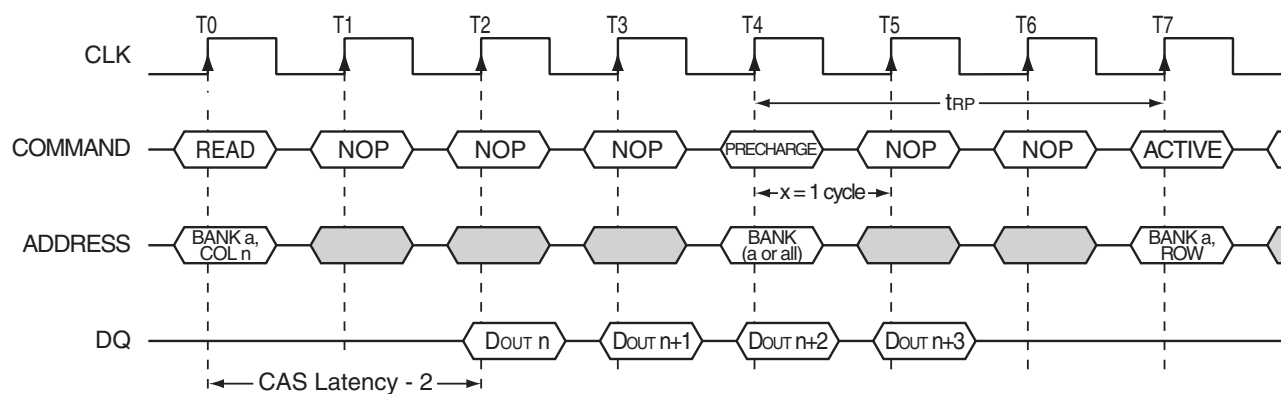 T0 T1 T2 T3 T4 T5 T6 T7
CLK
tRP
COMMAND READ NOP NOP NOP PRECHARGE NOP NOP ACTIVE
x = 1 cycle
ADDRESS BANK a, COL n BANK (a or all) BANK a, ROW
DQ DOUT n DOUT n+1 DOUT n+2 DOUT n+3
CAS Latency - 2